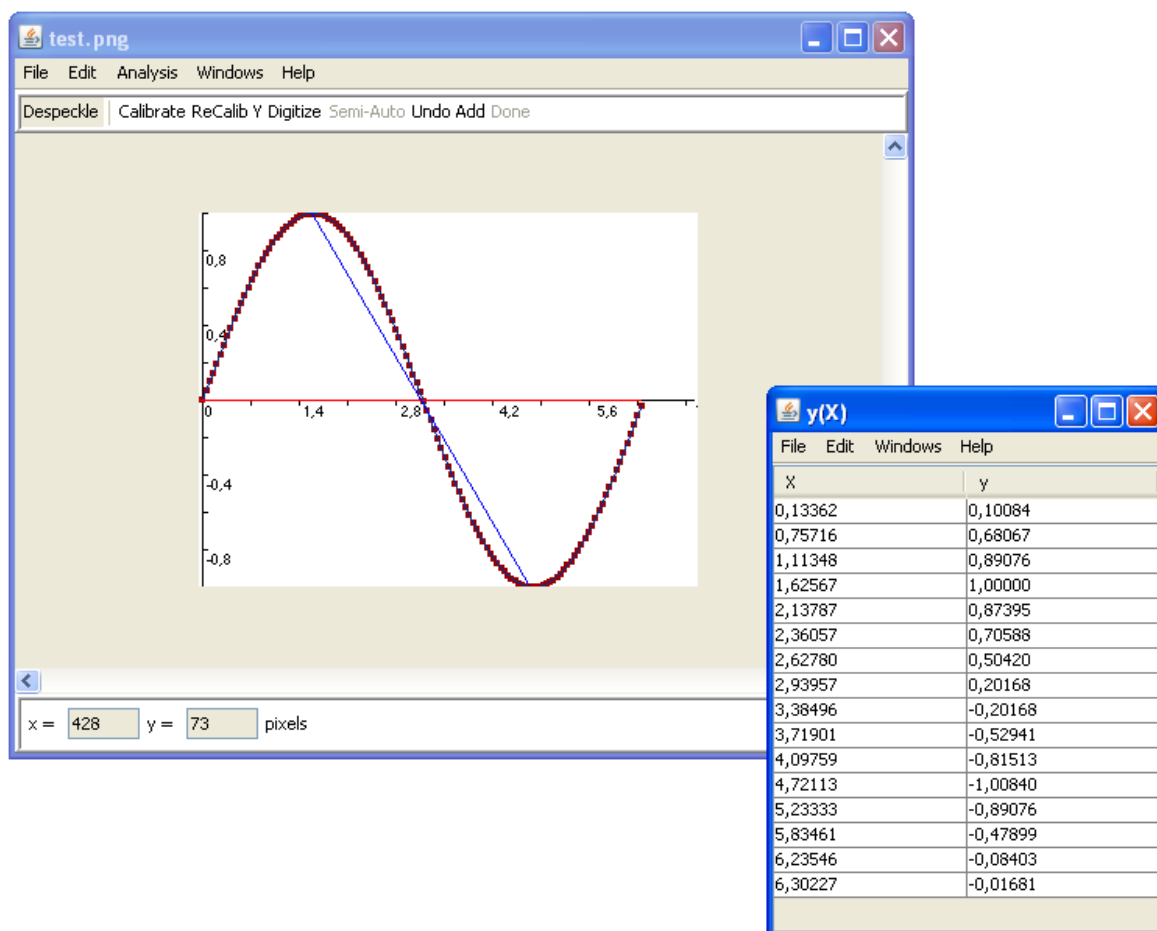 test.png
File Edit Analysis Windows Help
Despeckle Calibrate ReCalib Y Digitize Semi-Auto Undo Add Done
0,8
0,4
0 1,4 2,8 4,2 5,6
-0,4
-0,8
x = 428 y = 73 pixels
y(X)
File Edit Windows Help
X y
0,13362 0,10084
0,75716 0,68067
1,11348 0,89076
1,62567 1,00000
2,13787 0,87395
2,36057 0,70588
2,62780 0,50420
2,93957 0,20168
3,38496 -0,20168
3,71901 -0,52941
4,09759 -0,81513
4,72113 -1,00840
5,23333 -0,89076
5,83461 -0,47899
6,23546 -0,08403
6,30227 -0,01681